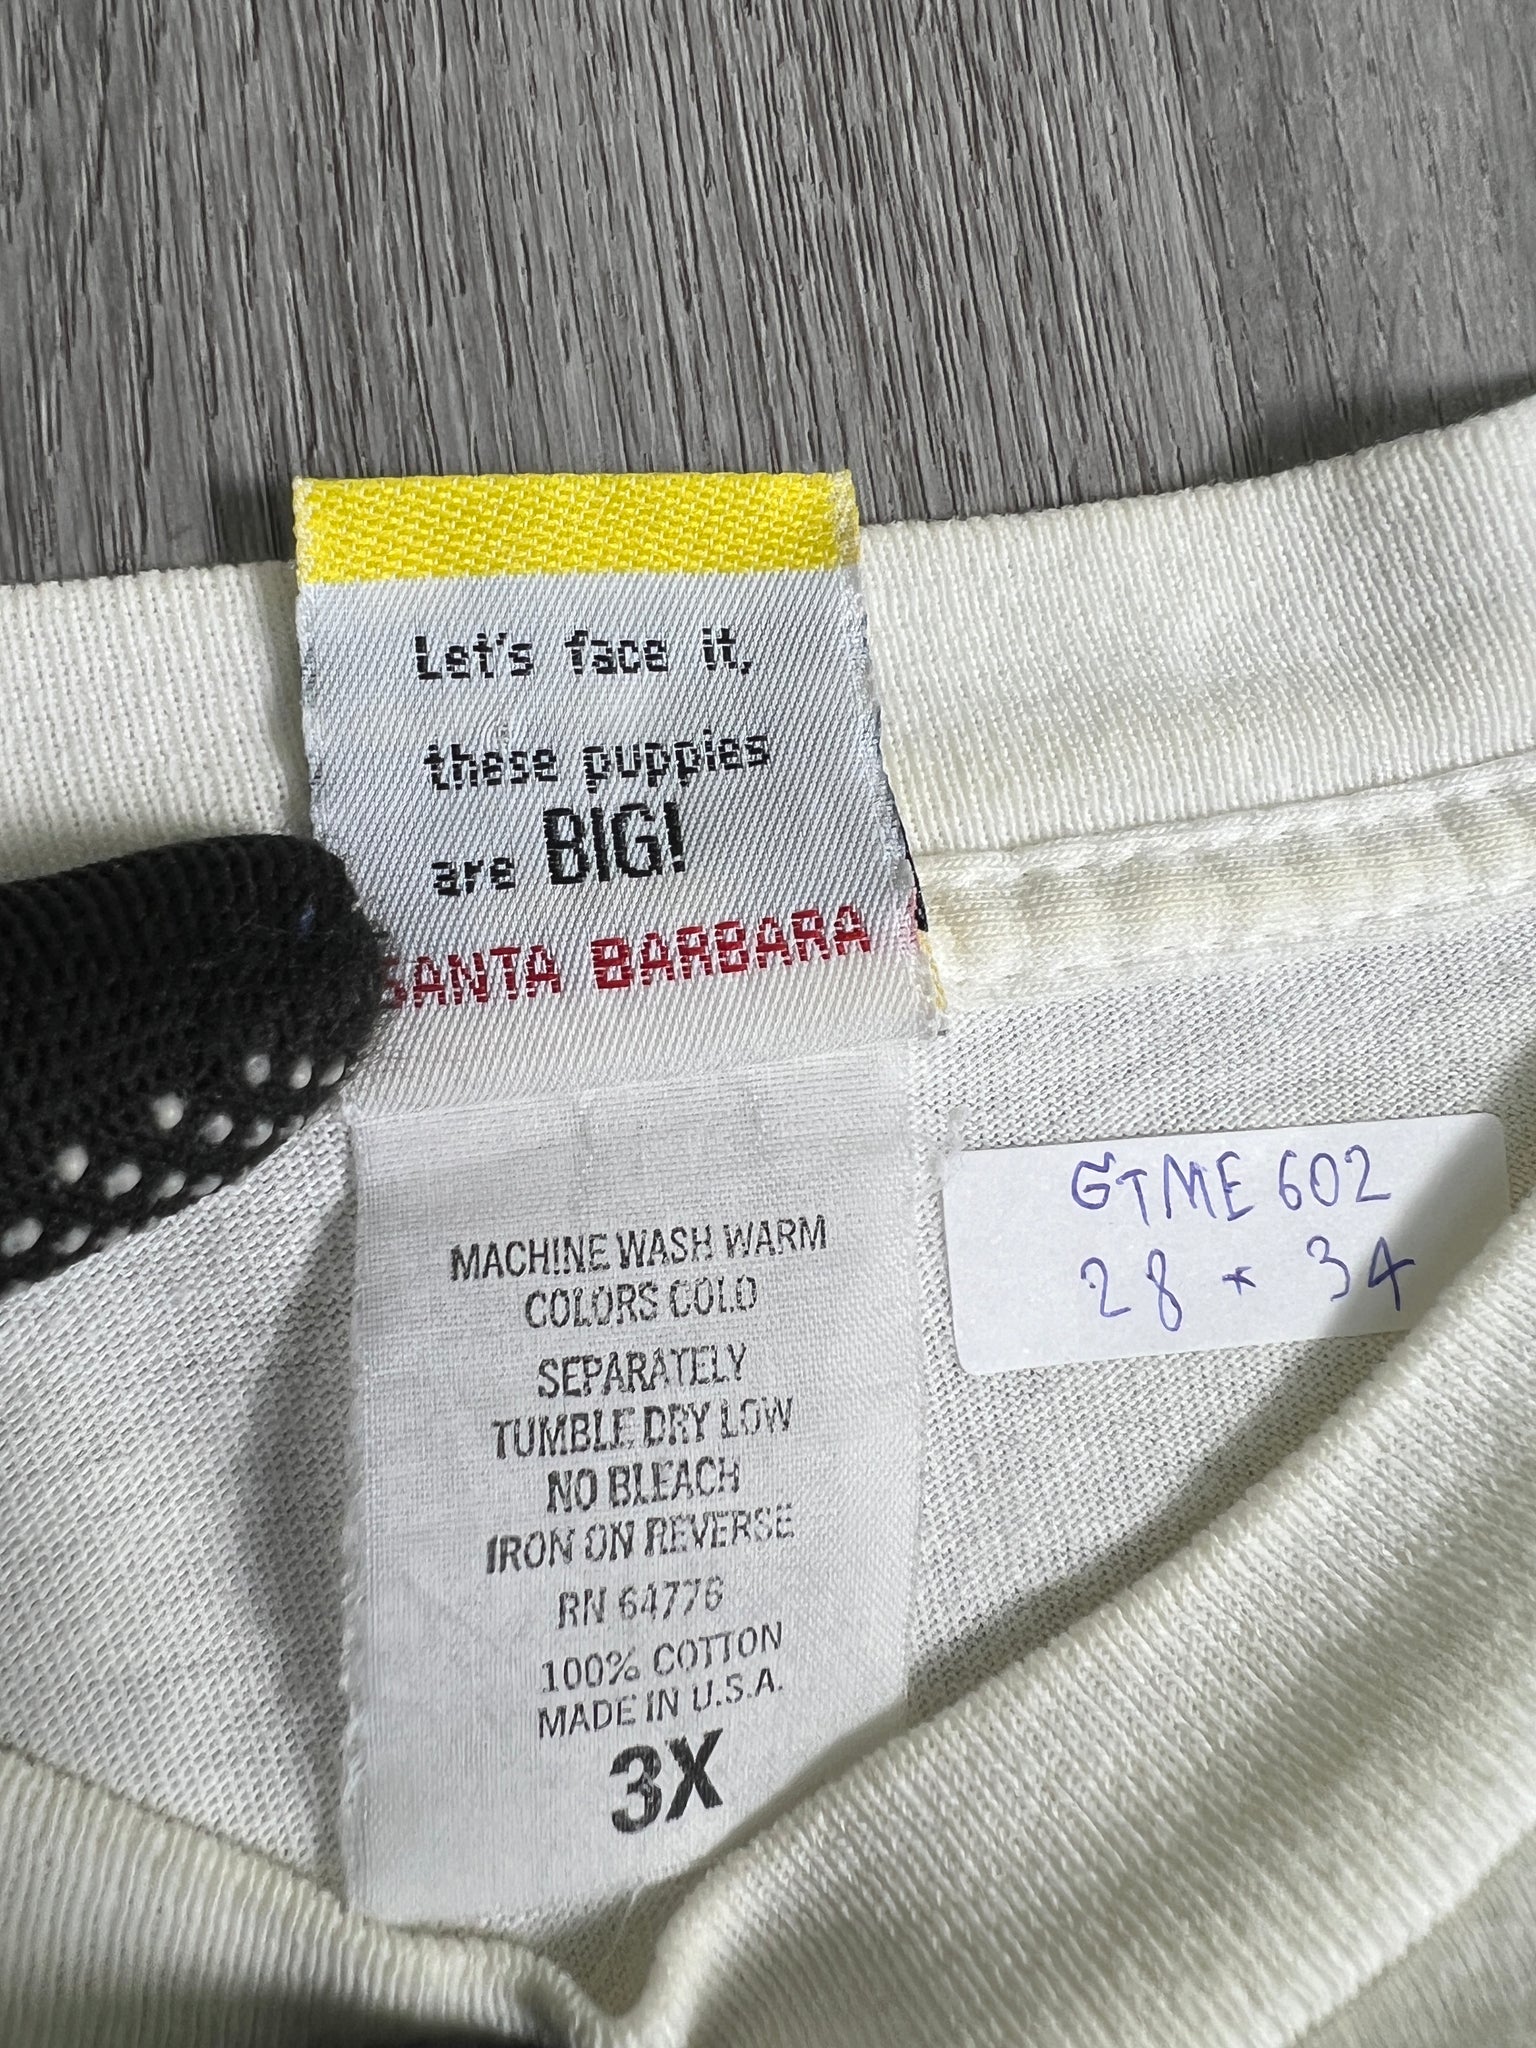 Let's face it,
these puppies
are BIG!
SANTA BARBARA
MACHINE WASH WARM
COLORS COLD
SEPARATELY
TUMBLE DRY LOW
NO BLEACH
IRON ON REVERSE
RN 64776
100% COTTON
MADE IN U.S.A.
3X
GTME 602
28 * 34